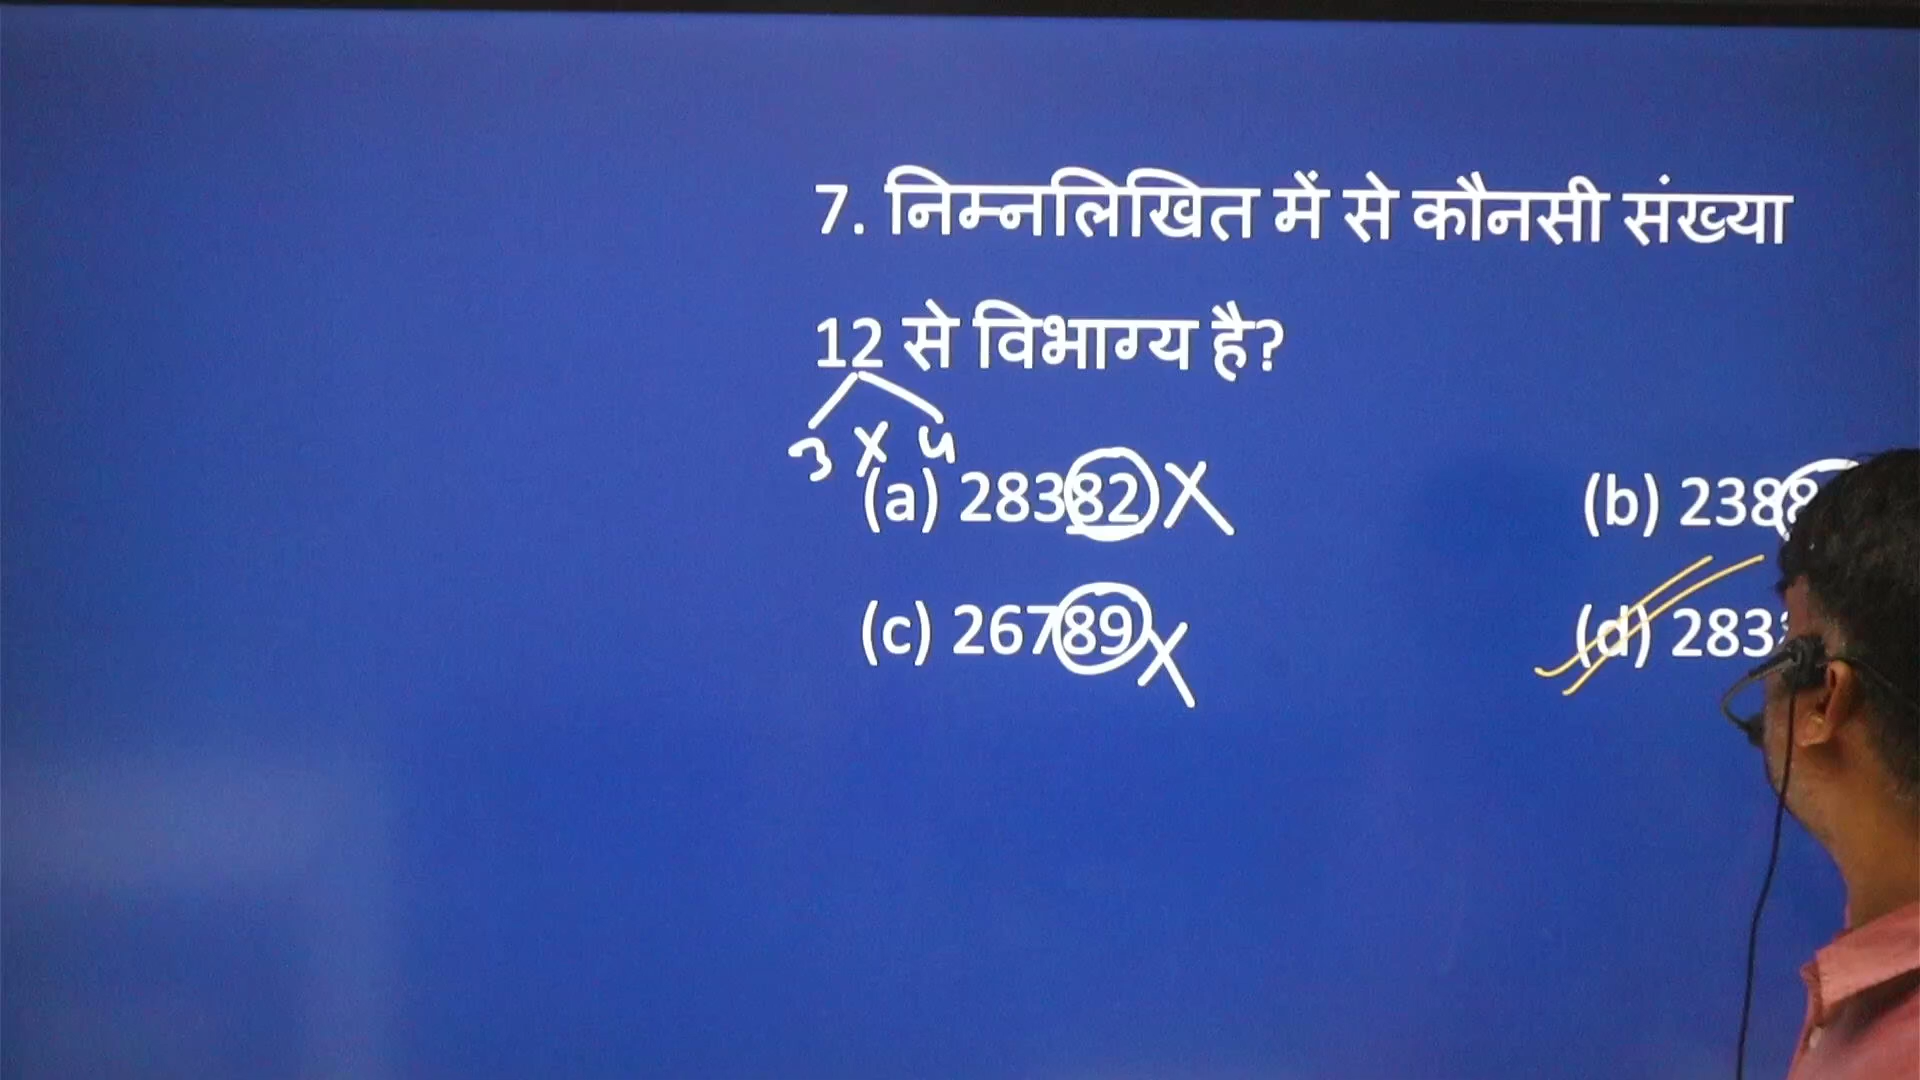 7. निम्नलिखित में से कौनसी संख्या
12 से विभाग्य है?
3 x 4
(a) 28382 X (b) 2388
(c) 26789 X (d) 283